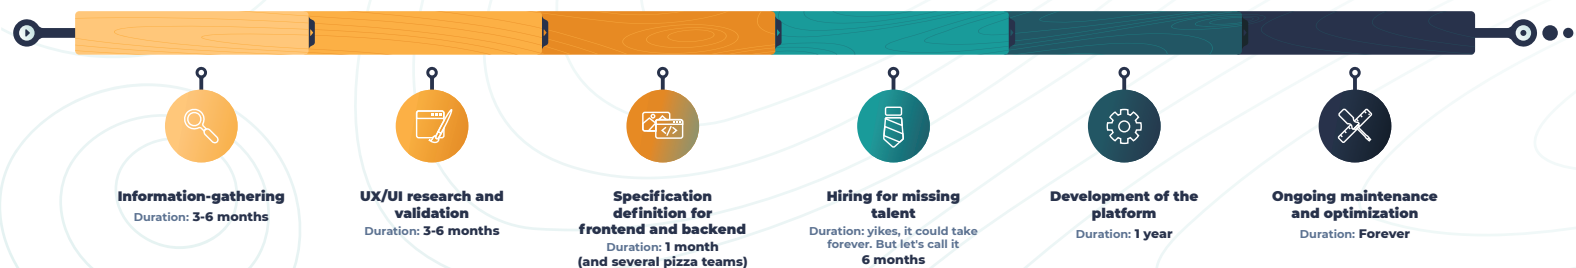 Information-gathering
Duration: 3-6 months
UX/UI research and
validation
Duration: 3-6 months
Specification
definition for
frontend and backend
Duration: 1 month
(and several pizza teams)
Hiring for missing
talent
Duration: yikes, it could take
forever. But let's call it
6 months
Development of the
platform
Duration: 1 year
Ongoing maintenance
and optimization
Duration: Forever